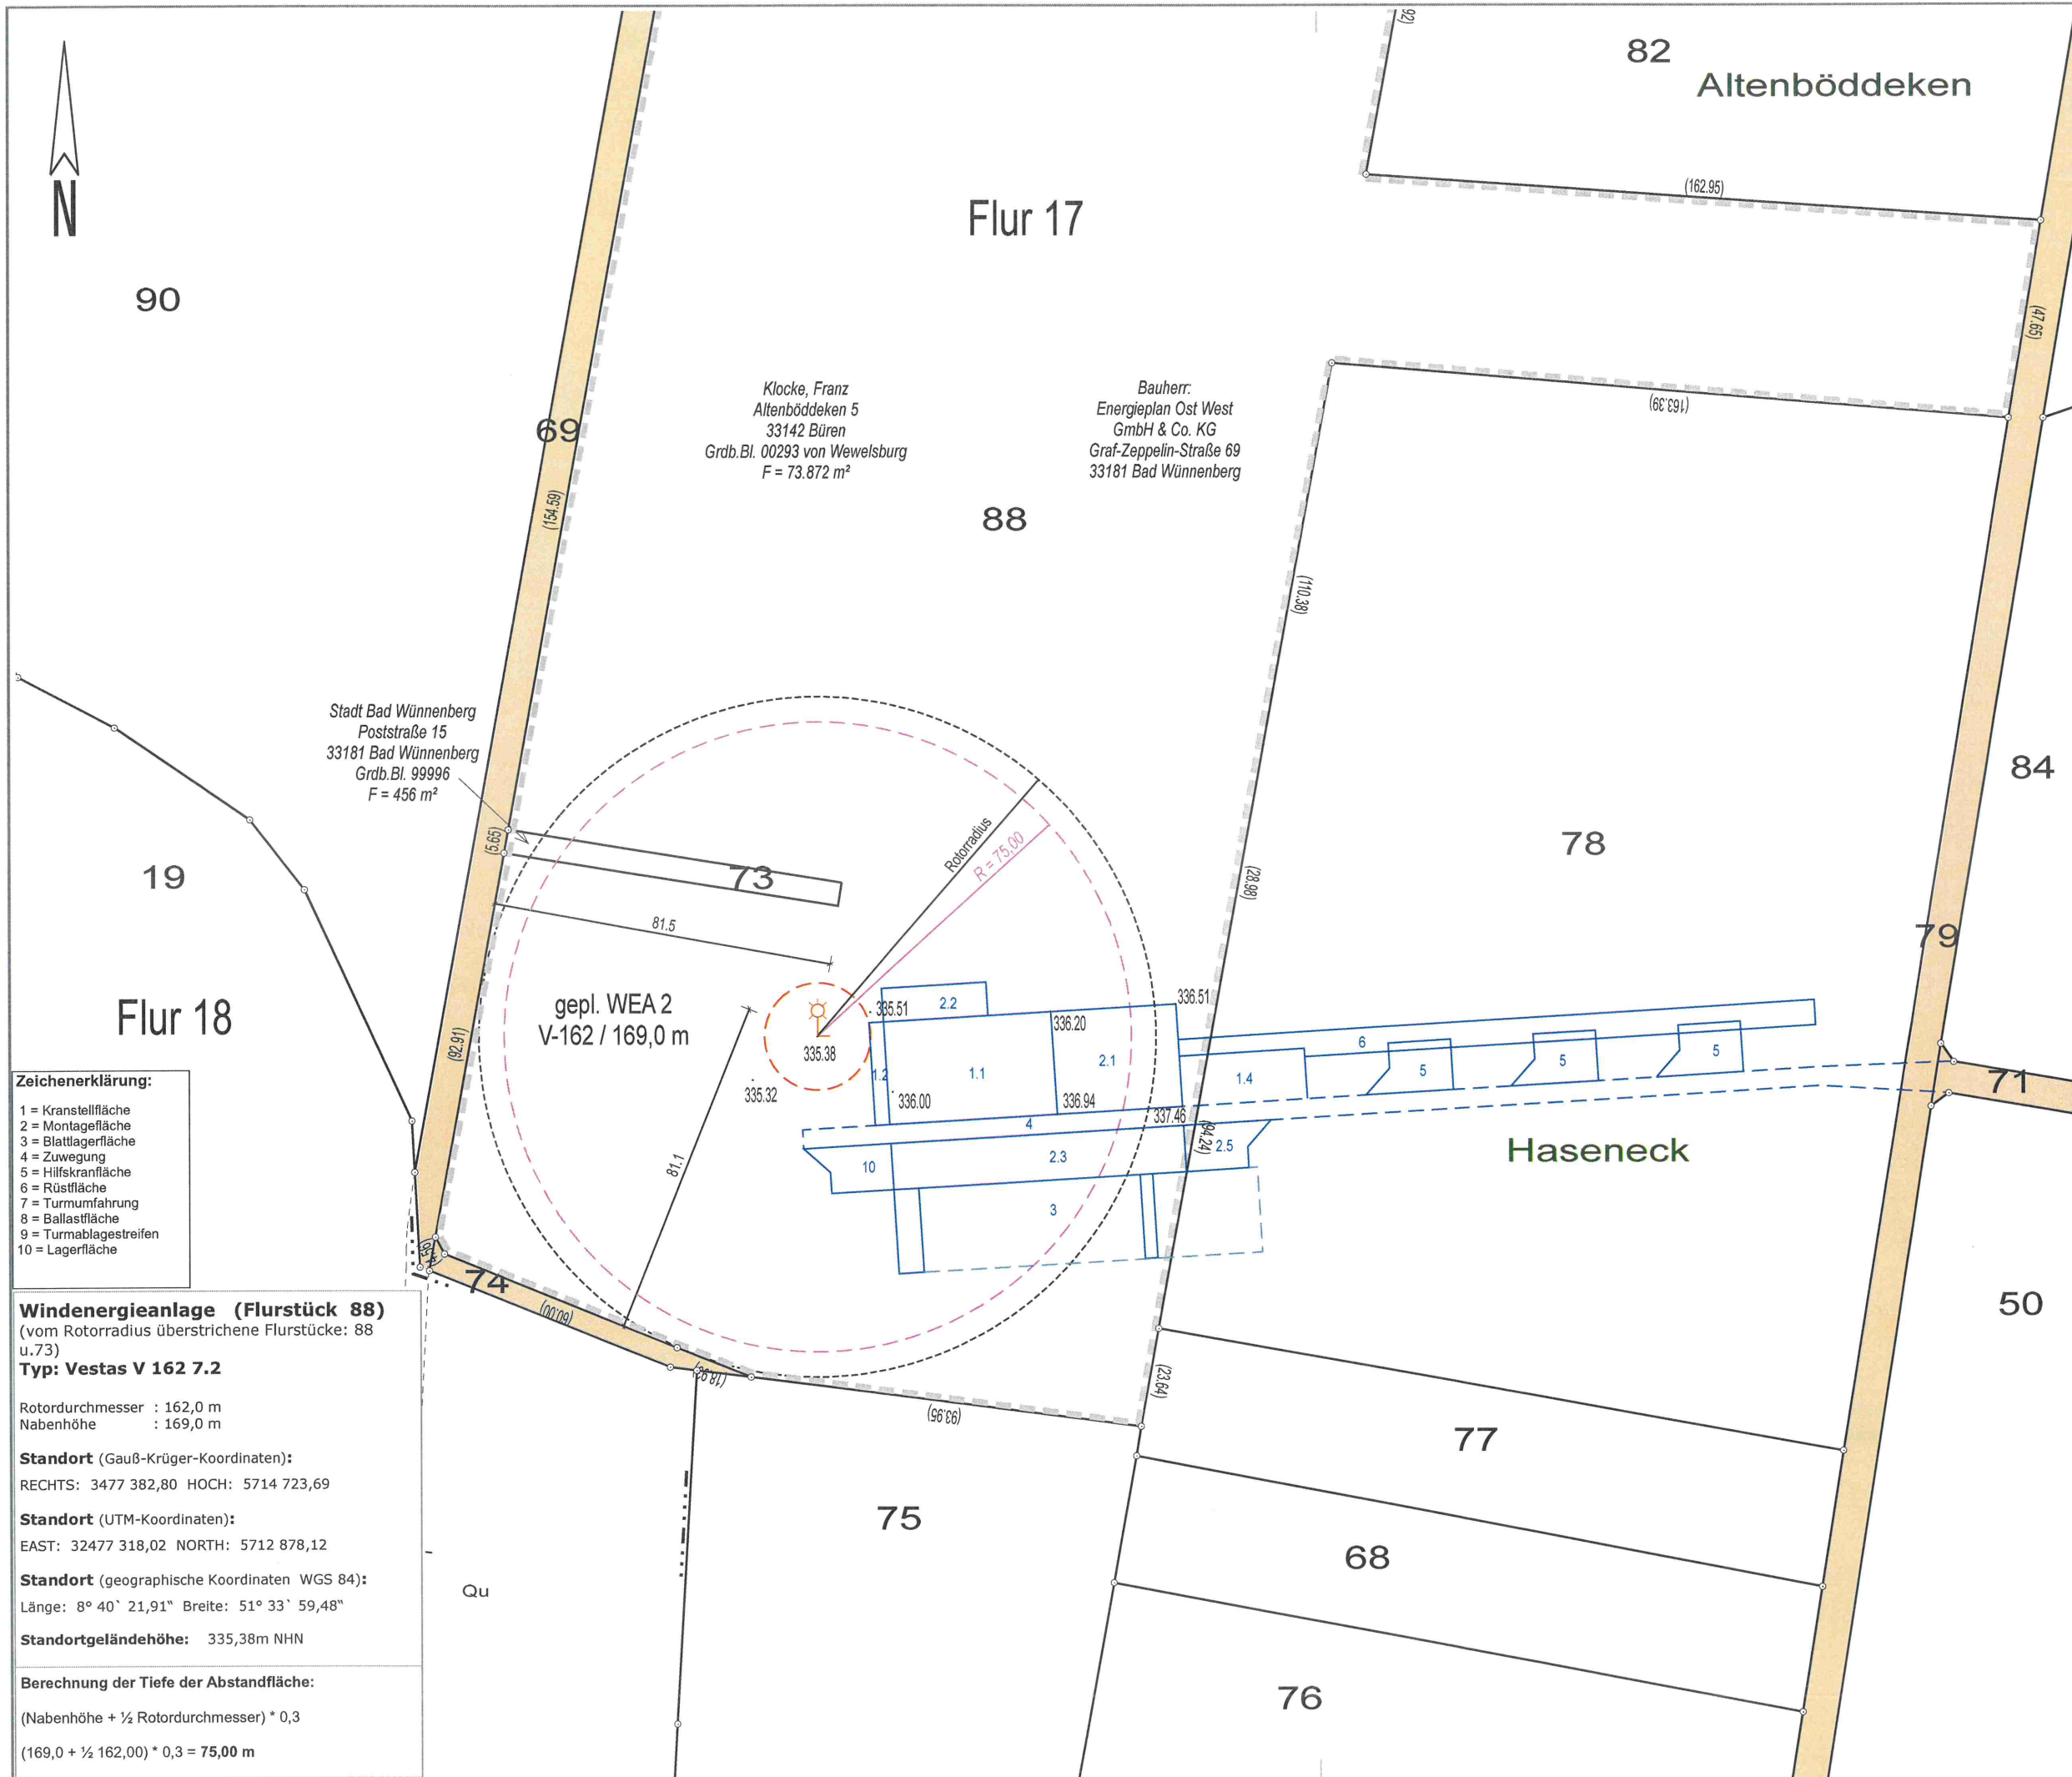 92)
82
Altenböddeken
N
(162.95)
Flur 17
90
(47.65)
Klocke, Franz
Altenböddeken 5
33142 Büren
Grdb.Bl. 00293 von Wewelsburg
F = 73.872 m²
Bauherr:
Energieplan Ost West
GmbH & Co. KG
Graf-Zeppelin-Straße 69
33181 Bad Wünnenberg
(163.39)
69
(154.59)
88
(110.38)
Stadt Bad Wünnenberg
Poststraße 15
33181 Bad Wünnenberg
Grdb.Bl. 99996
F = 456 m²
84
(5.65)
Rotorradius
R = 75,00
78
19
73
(28.98)
81.5
79
gepl. WEA 2
V-162 / 169,0 m
Flur 18
335.51
2.2
336.51
336.20
335.38
(92.91)
1.2
1.1
2.1
6
1.4
5
5
5
71
335.32
336.00
336.94
337.46
4
(94.24)
2.5
Haseneck
10
2.3
81.1
3
Zeichenerklärung:
1 = Kranstellfläche
2 = Montagefläche
3 = Blattlagerfläche
4 = Zuwegung
5 = Hilfskranfläche
6 = Rüstfläche
7 = Turmumfahrung
8 = Ballastfläche
9 = Turmablagestreifen
10 = Lagerfläche
74
(60.00)
50
(18.92)
(23.64)
(93.95)
77
75
68
Qu
76
Windenergieanlage (Flurstück 88)
(vom Rotorradius überstrichene Flurstücke: 88
u.73)
Typ: Vestas V 162 7.2
Rotordurchmesser : 162,0 m
Nabenhöhe : 169,0 m
Standort (Gauß-Krüger-Koordinaten):
RECHTS: 3477 382,80 HOCH: 5714 723,69
Standort (UTM-Koordinaten):
EAST: 32477 318,02 NORTH: 5712 878,12
Standort (geographische Koordinaten WGS 84):
Länge: 8° 40` 21,91“ Breite: 51° 33` 59,48“
Standortgeländehöhe: 335,38m NHN
Berechnung der Tiefe der Abstandfläche:
(Nabenhöhe + ½ Rotordurchmesser) * 0,3
(169,0 + ½ 162,00) * 0,3 = 75,00 m